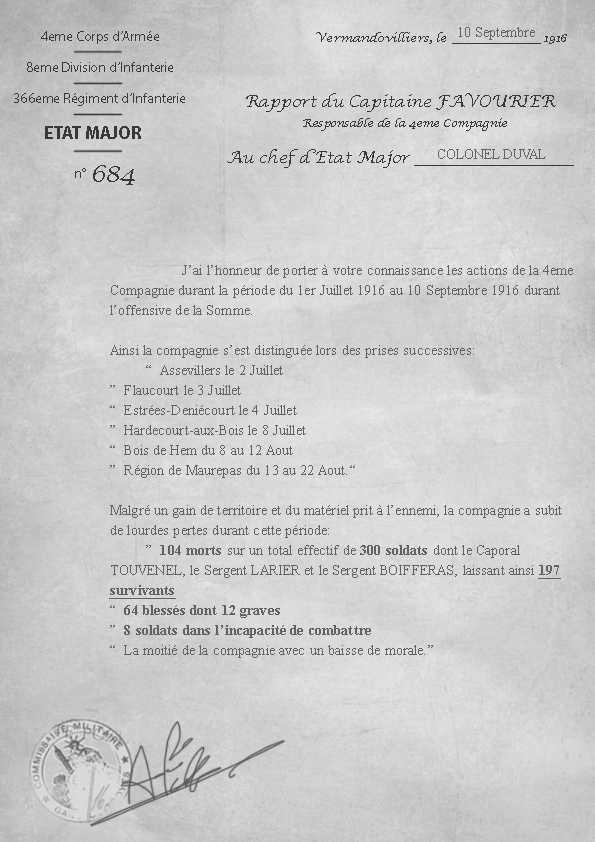 4eme Corps d'Armée
8eme Division d'Infanterie
366eme Régiment d'Infanterie
ETAT MAJOR
n° 684
Vermandovilliers, le 10 Septembre 1916
Rapport du Capitaine FAVOURIER
Responsable de la 4eme Compagnie
Au chef d'Etat Major COLONEL DUVAL
J'ai l'honneur de porter à votre connaissance les actions de la 4eme
Compagnie durant la période du 1er Juillet 1916 au 10 Septembre 1916 durant
l'offensive de la Somme.
Ainsi la compagnie s'est distinguée lors des prises successives:
“ Assevillers le 2 Juillet
” Flaucourt le 3 Juillet
“ Estrées-Deniécourt le 4 Juillet
” Hardecourt-aux-Bois le 8 Juillet
“ Bois de Hem du 8 au 12 Aout
” Région de Maurepas du 13 au 22 Aout.“
Malgré un gain de territoire et du matériel prit à l'ennemi, la compagnie a subit
de lourdes pertes durant cette période:
” 104 morts sur un total effectif de 300 soldats dont le Caporal
TOUVENEL, le Sergent LARIER et le Sergent BOIFFERAS, laissant ainsi 197
survivants
“ 64 blessés dont 12 graves
” 8 soldats dans l'incapacité de combattre
“ La moitié de la compagnie avec un baisse de morale.”
COMMISSAIRE MILITAIRE